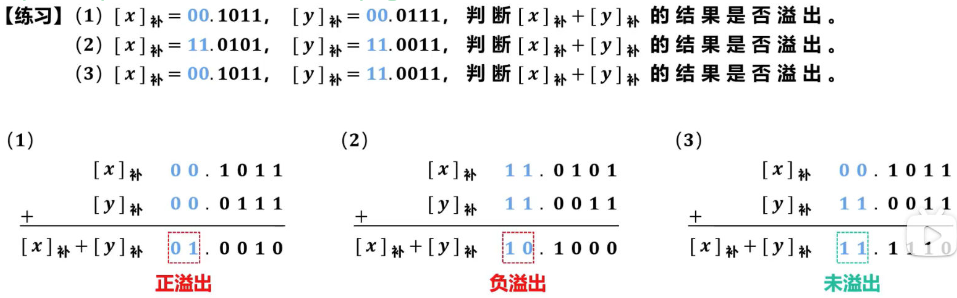 【练习】(1) [x]补 = 00.1011, [y]补 = 00.0111, 判断 [x]补 + [y]补 的结果是否溢出。
(2) [x]补 = 11.0101, [y]补 = 11.0011, 判断 [x]补 + [y]补 的结果是否溢出。
(3) [x]补 = 00.1011, [y]补 = 11.0011, 判断 [x]补 + [y]补 的结果是否溢出。
(1) (2) (3)
[x]补 00.1011 [x]补 11.0101 [x]补 00.1011
+ [y]补 00.0111 + [y]补 11.0011 + [y]补 11.0011
[x]补 + [y]补 01.0010 [x]补 + [y]补 10.1000 [x]补 + [y]补 11.1110
正溢出 负溢出 未溢出